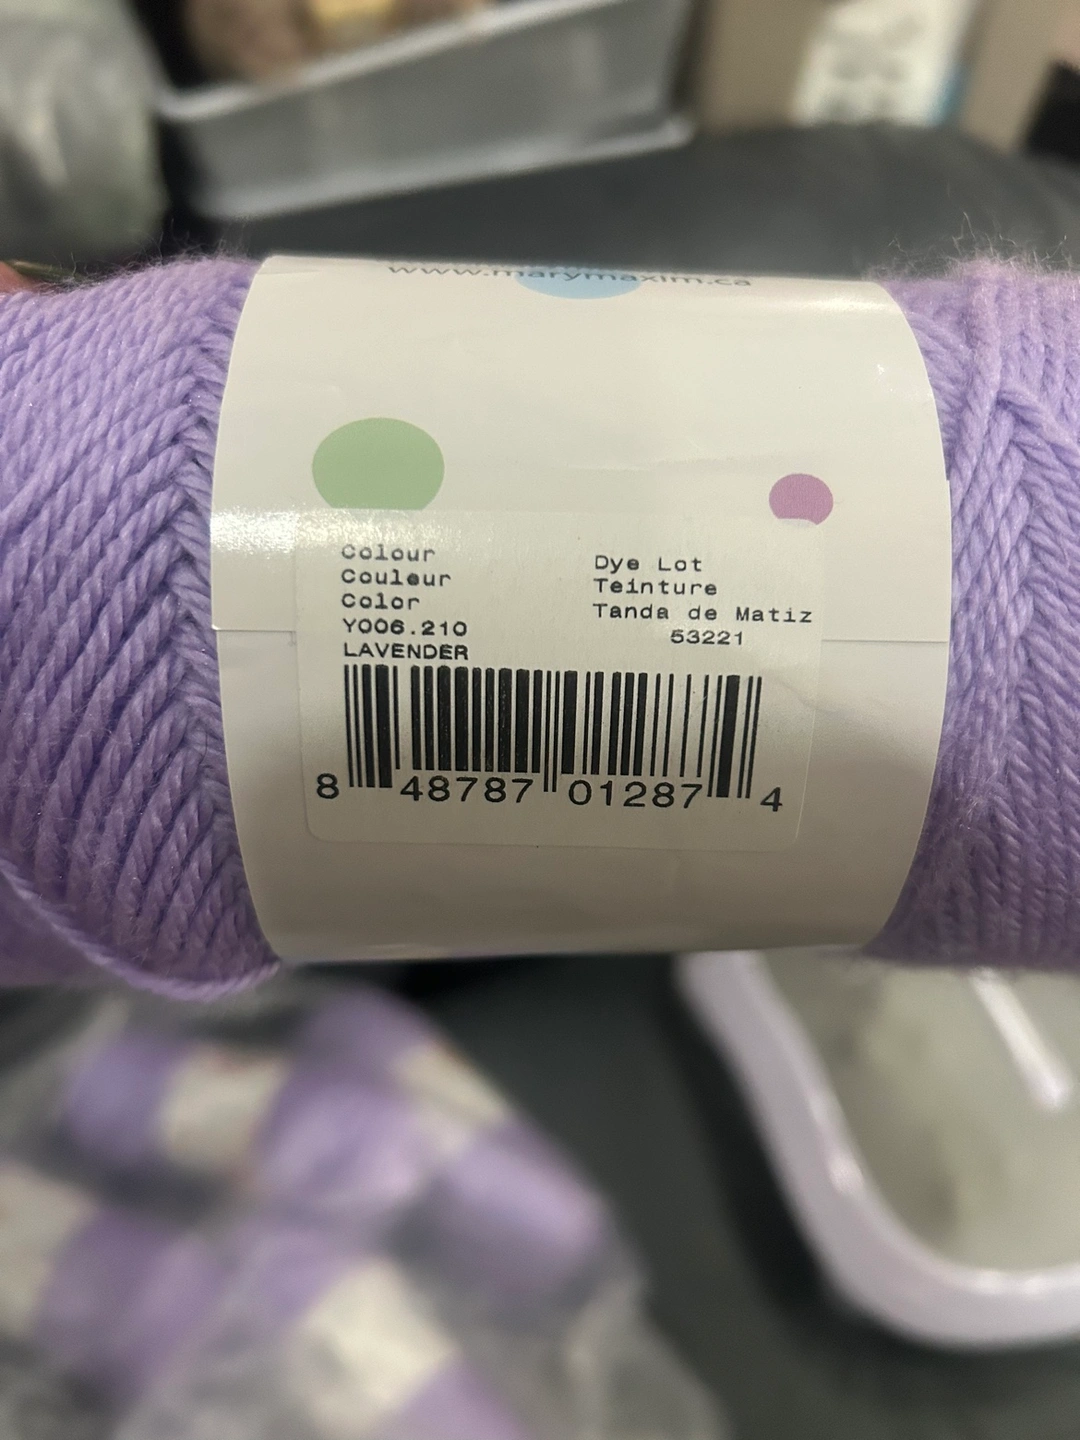 www.marymaxim.ca
Colour
Couleur
Color
Y006.210
LAVENDER
Dye Lot
Teinture
Tanda de Matiz
53221
8 48787 01287 4